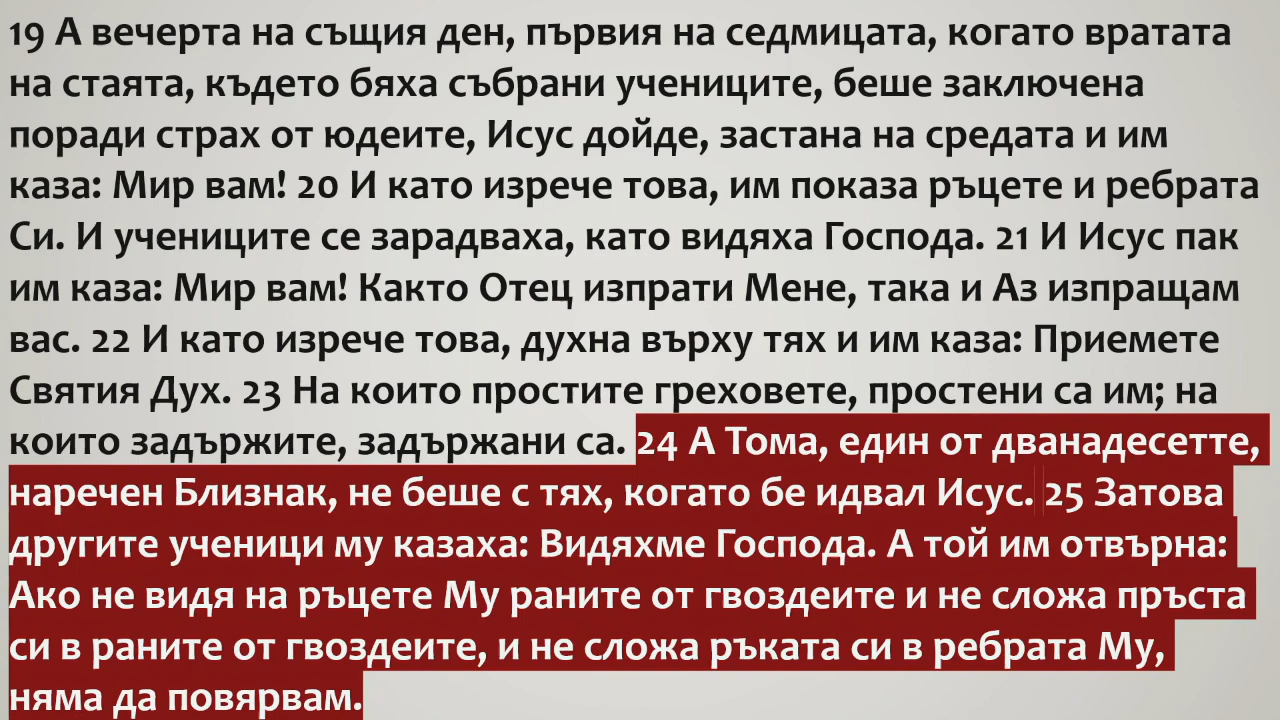 19 А вечерта на същия ден, първия на седмицата, когато вратата
на стаята, където бяха събрани учениците, беше заключена
поради страх от юдеите, Исус дойде, застана на средата и им
каза: Мир вам! 20 И като изрече това, им показа ръцете и ребрата
Си. И учениците се зарадваха, като видяха Господа. 21 И Исус пак
им каза: Мир вам! Както Отец изпрати Мене, така и Аз изпращам
вас. 22 И като изрече това, духна върху тях и им каза: Приемете
Святия Дух. 23 На които простите греховете, простени са им; на
които задържите, задържани са. 24 А Тома, един от дванадесетте,
наречен Близнак, не беше с тях, когато бе идвал Исус. 25 Затова
другите ученици му казаха: Видяхме Господа. А той им отвърна:
Ако не видя на ръцете Му раните от гвоздеите и не сложа пръста
си в раните от гвоздеите, и не сложа ръката си в ребрата Му,
няма да повярвам.